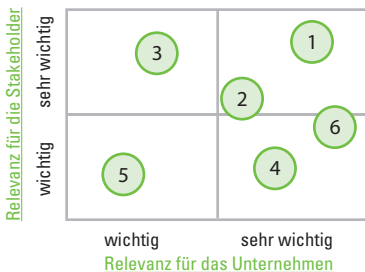 Relevanz für die Stakeholder
sehr wichtig
wichtig
1
3
2
6
4
5
wichtig
sehr wichtig
Relevanz für das Unternehmen